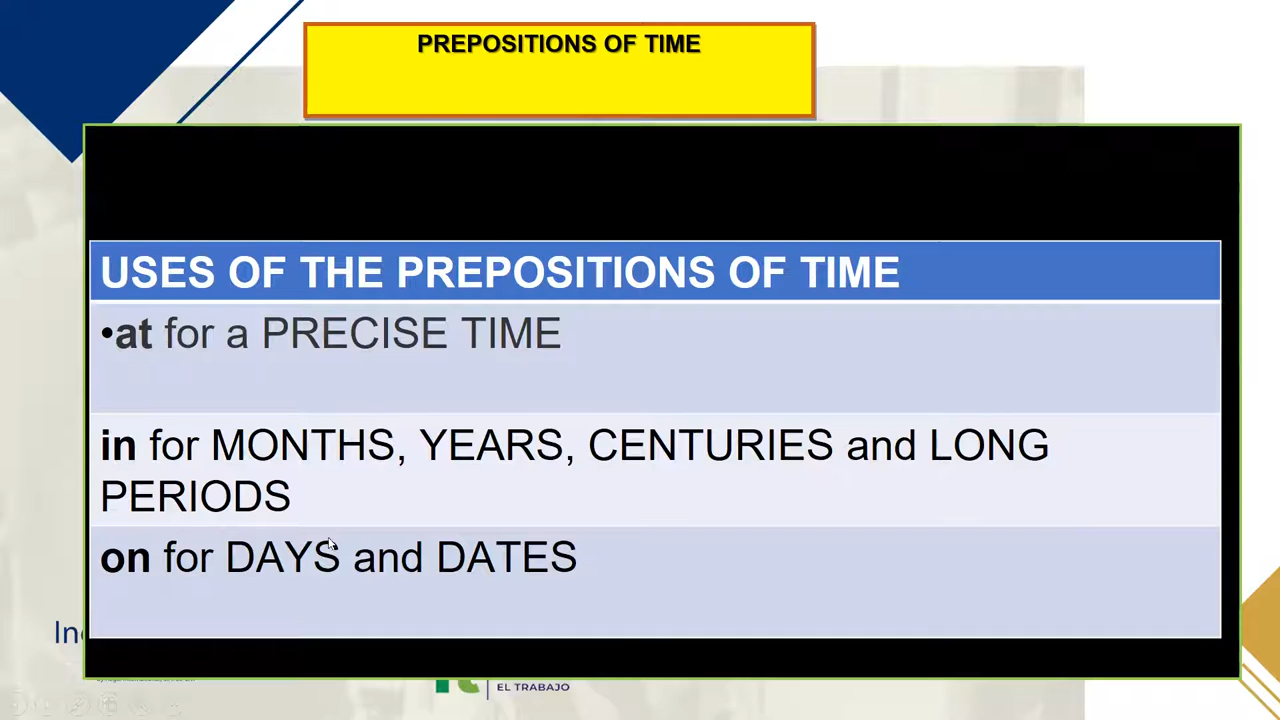 PREPOSITIONS OF TIME
USES OF THE PREPOSITIONS OF TIME
•at for a PRECISE TIME
in for MONTHS, YEARS, CENTURIES and LONG
PERIODS
on for DAYS and DATES
EL TRABAJO